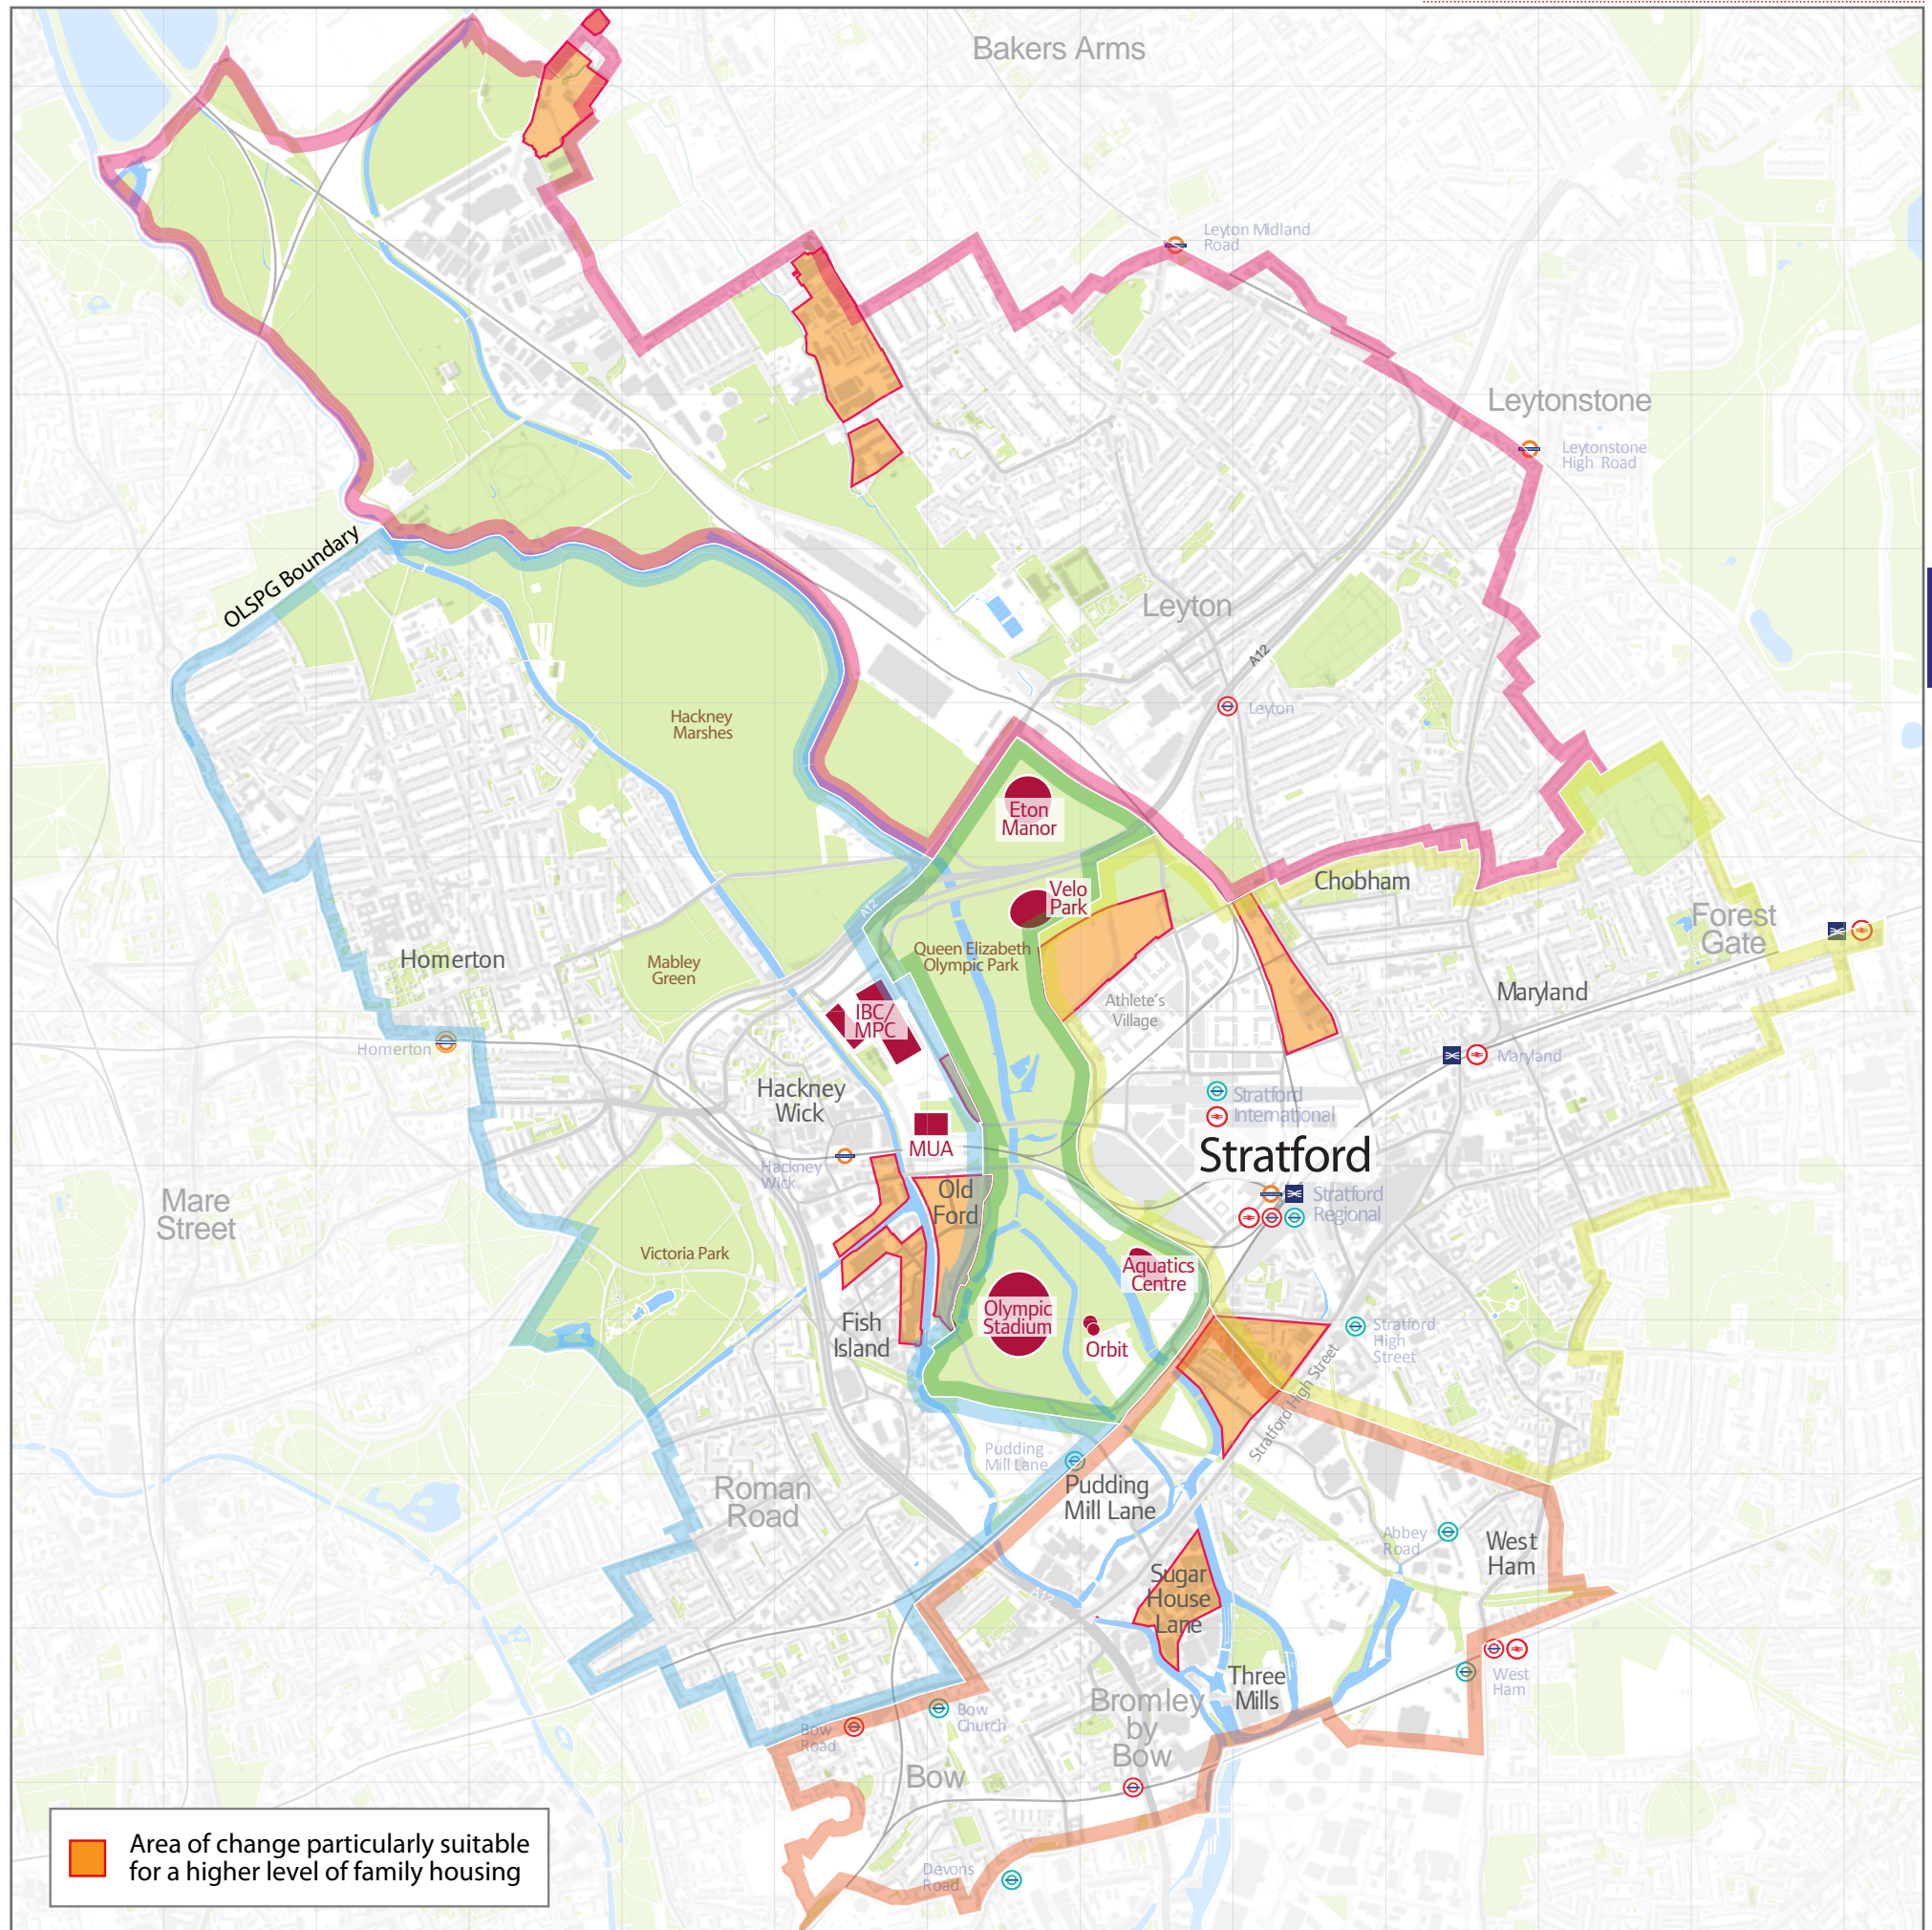 Bakers Arms
Leyton Midland
Road
Leytonstone
Leytonstone
High Road
OLSPG Boundary
Leyton
A12
Leyton
Hackney
Marshes
Eton
Manor
Chobham
Velo
Park
A12
Forest
Gate
Queen Elizabeth
Olympic Park
Homerton
Mabley
Green
Maryland
Athlete's
Village
IBC/
MPC
Homerton
Maryland
Hackney
Wick
Stratford
International
MUA
Stratford
Hackney
Wick
Old
Ford
Stratford
Regional
Mare
Street
Victoria Park
Aquatics
Centre
Olympic
Stadium
Fish
Island
Orbit
Stratford
High
Street
Stratford High Street
Pudding
Mill Lane
Pudding
Mill Lane
Roman
Road
Abbey
Road
West
Ham
Sugar
House
Lane
A12
Three
Mills
West
Ham
Bromley
by
Bow
Bow
Church
Bow
Road
Bow
Devons
Road
Area of change particularly suitable
for a higher level of family housing